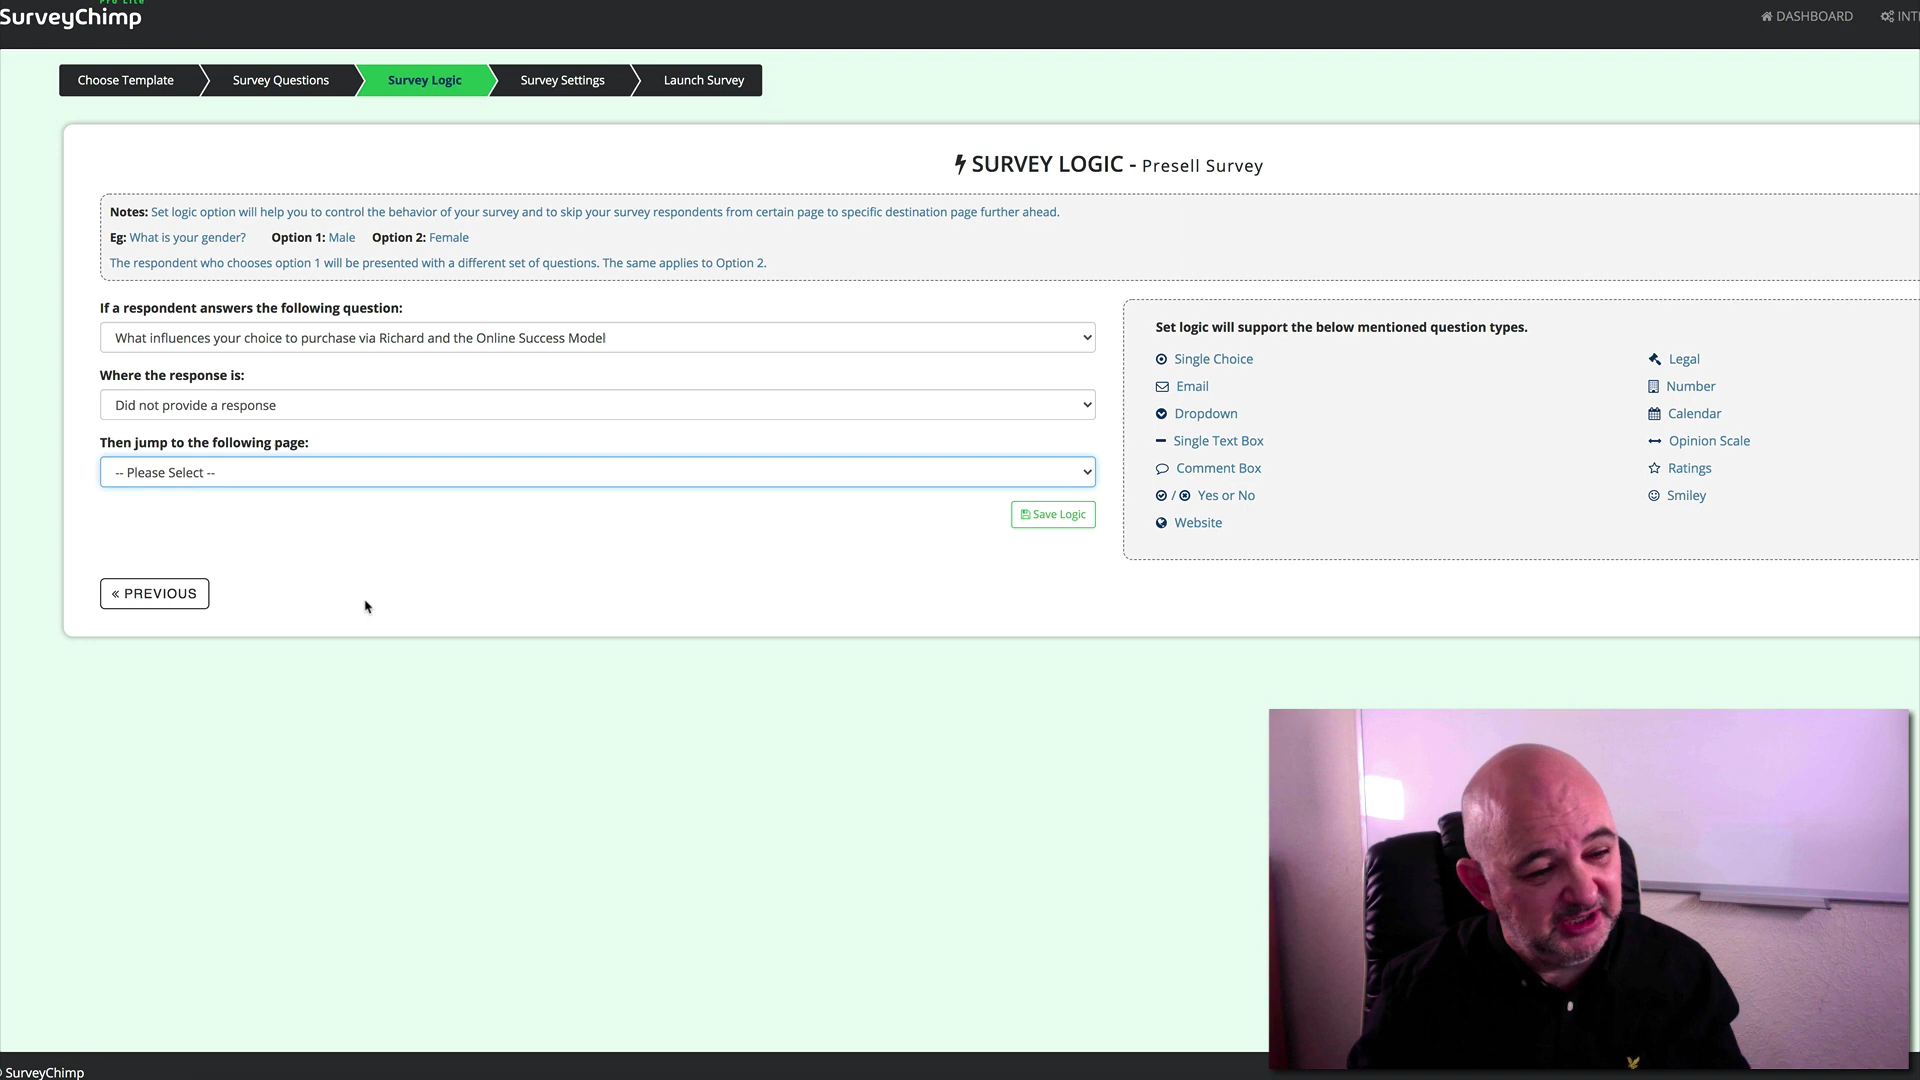 Pro Lite
SurveyChimp
DASHBOARD
Choose Template
Survey Questions
Survey Logic
Survey Settings
Launch Survey
SURVEY LOGIC - Presell Survey
Notes: Set logic option will help you to control the behavior of your survey and to skip your survey respondents from certain page to specific destination page further ahead.
Eg: What is your gender? Option 1: Male Option 2: Female
The respondent who chooses option 1 will be presented with a different set of questions. The same applies to Option 2.
If a respondent answers the following question:
What influences your choice to purchase via Richard and the Online Success Model
Where the response is:
Did not provide a response
Then jump to the following page:
-- Please Select --
Save Logic
« PREVIOUS
Set logic will support the below mentioned question types.
Single Choice
Email
Dropdown
Single Text Box
Comment Box
/ Yes or No
Website
Legal
Number
Calendar
Opinion Scale
Ratings
Smiley
SurveyChimp